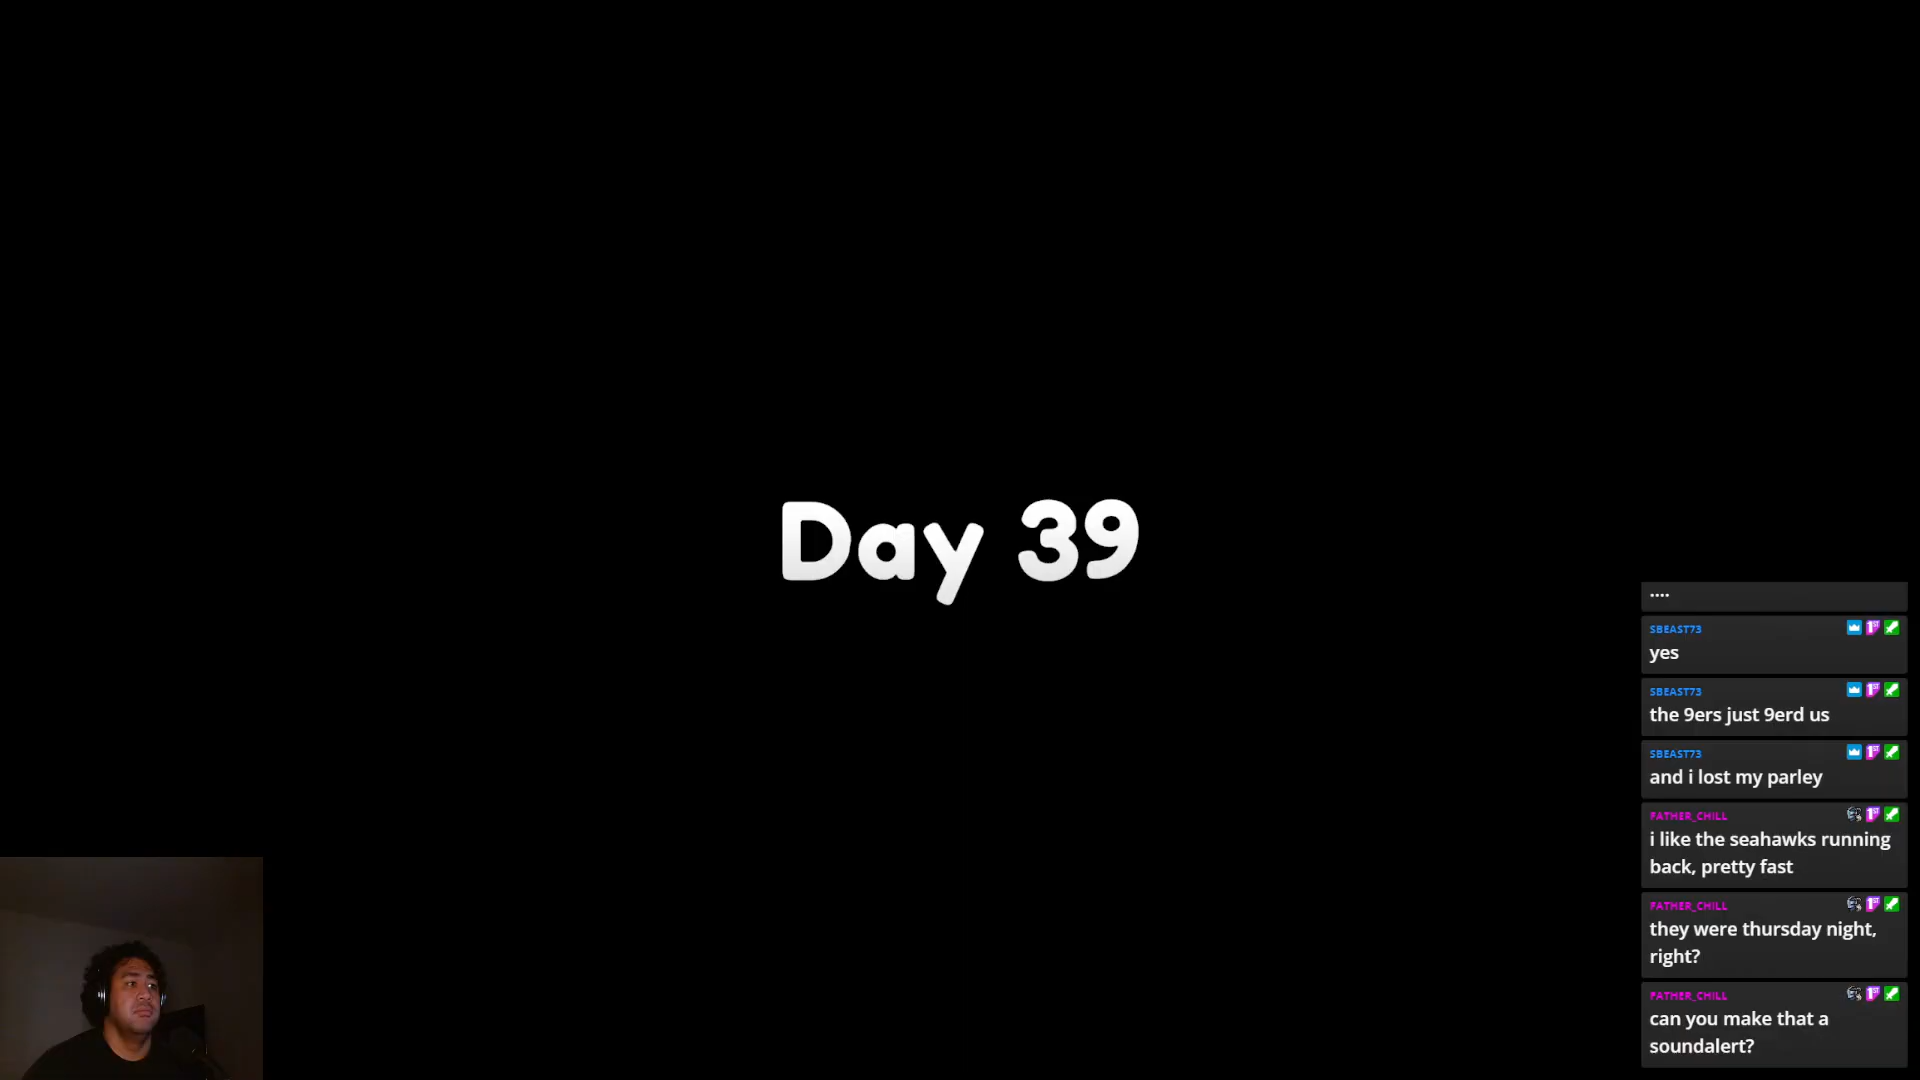 Day 39
....
SBEAST73
yes
SBEAST73
the 9ers just 9erd us
SBEAST73
and i lost my parley
FATHER_CHILL
i like the seahawks running
back, pretty fast
FATHER_CHILL
they were thursday night,
right?
FATHER_CHILL
can you make that a
soundalert?